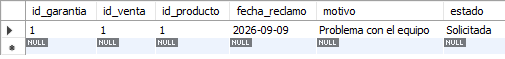 id_garantia id_venta id_producto fecha_reclamo motivo estado
1 1 1 2026-09-09 Problema con el equipo Solicitada
NULL NULL NULL NULL NULL NULL